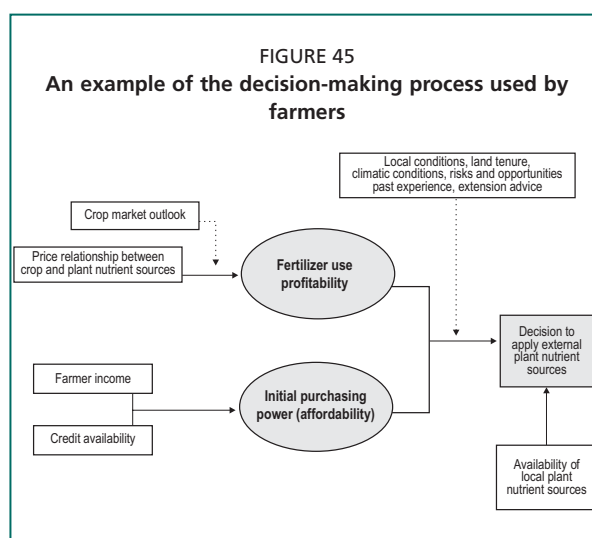 FIGURE 45
An example of the decision-making process used by
farmers
Local conditions, land tenure,
climatic conditions, risks and opportunities
past experience, extension advice
Crop market outlook
Price relationship between
crop and plant nutrient sources
Fertilizer use
profitability
Decision to
apply external
plant nutrient
sources
Farmer income
Initial purchasing
power (affordability)
Credit availability
Availability of
local plant
nutrient sources